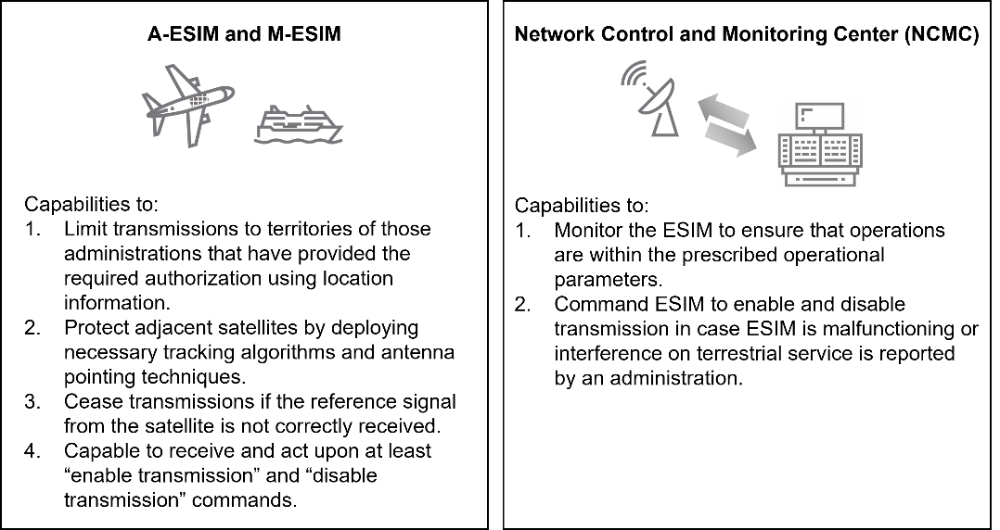 A-ESIM and M-ESIM
Capabilities to:
1. Limit transmissions to territories of those
administrations that have provided the
required authorization using location
information.
2. Protect adjacent satellites by deploying
necessary tracking algorithms and antenna
pointing techniques.
3. Cease transmissions if the reference signal
from the satellite is not correctly received.
4. Capable to receive and act upon at least
“enable transmission” and “disable
transmission” commands.
Network Control and Monitoring Center (NCMC)
Capabilities to:
1. Monitor the ESIM to ensure that operations
are within the prescribed operational
parameters.
2. Command ESIM to enable and disable
transmission in case ESIM is malfunctioning or
interference on terrestrial service is reported
by an administration.